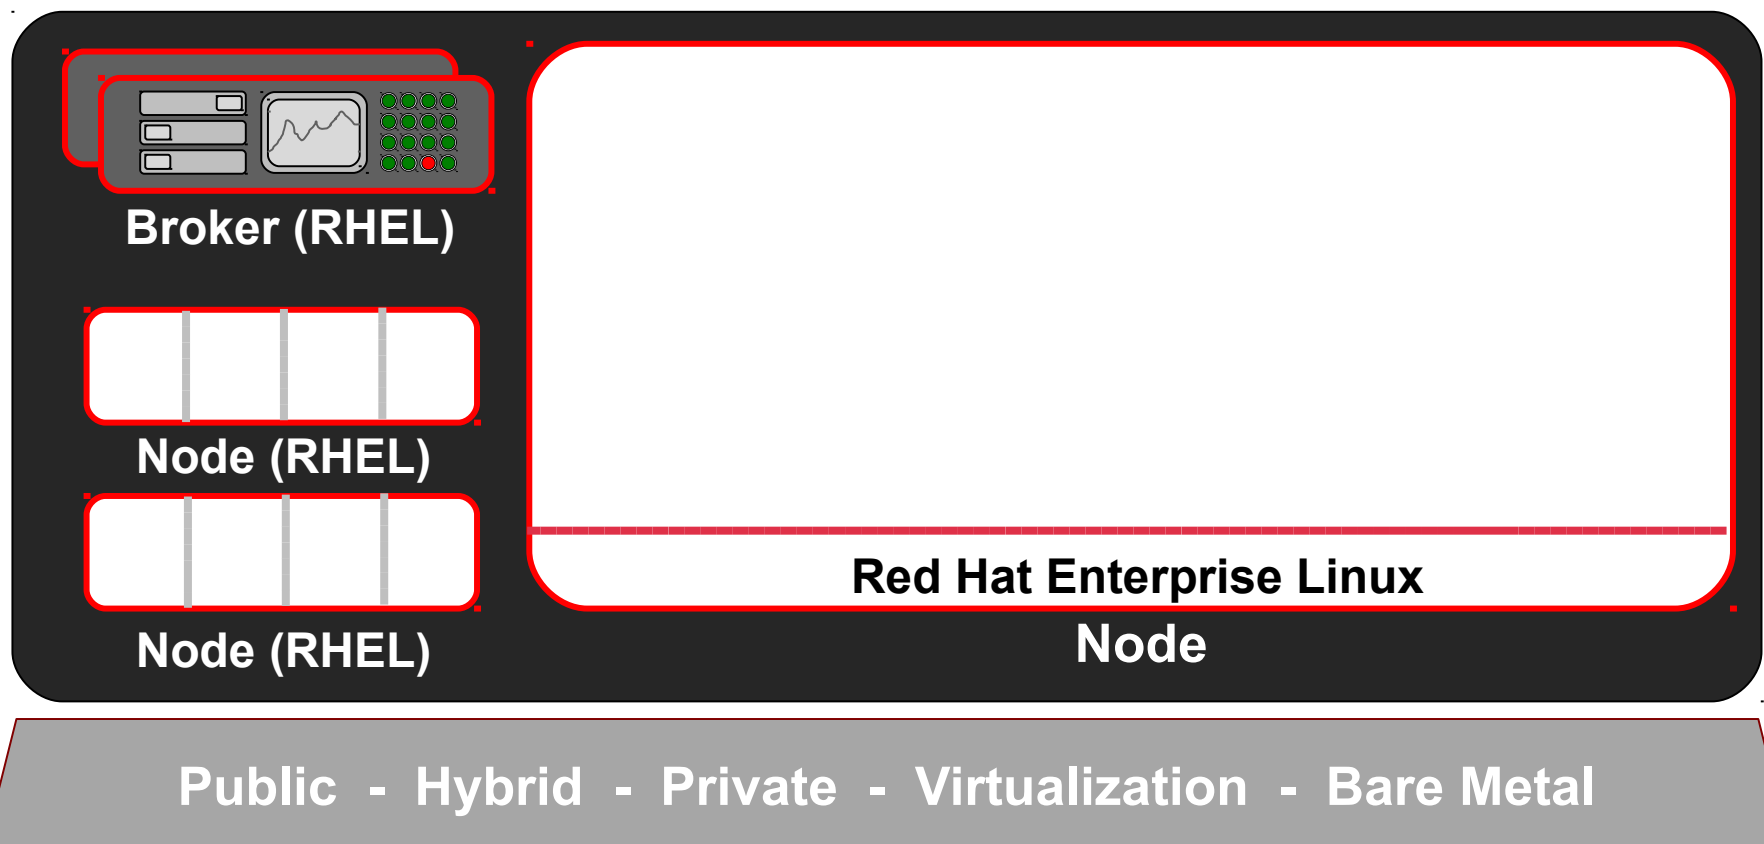 Broker (RHEL)
Node (RHEL)
Node (RHEL)
Red Hat Enterprise Linux
Node
Public - Hybrid - Private - Virtualization - Bare Metal